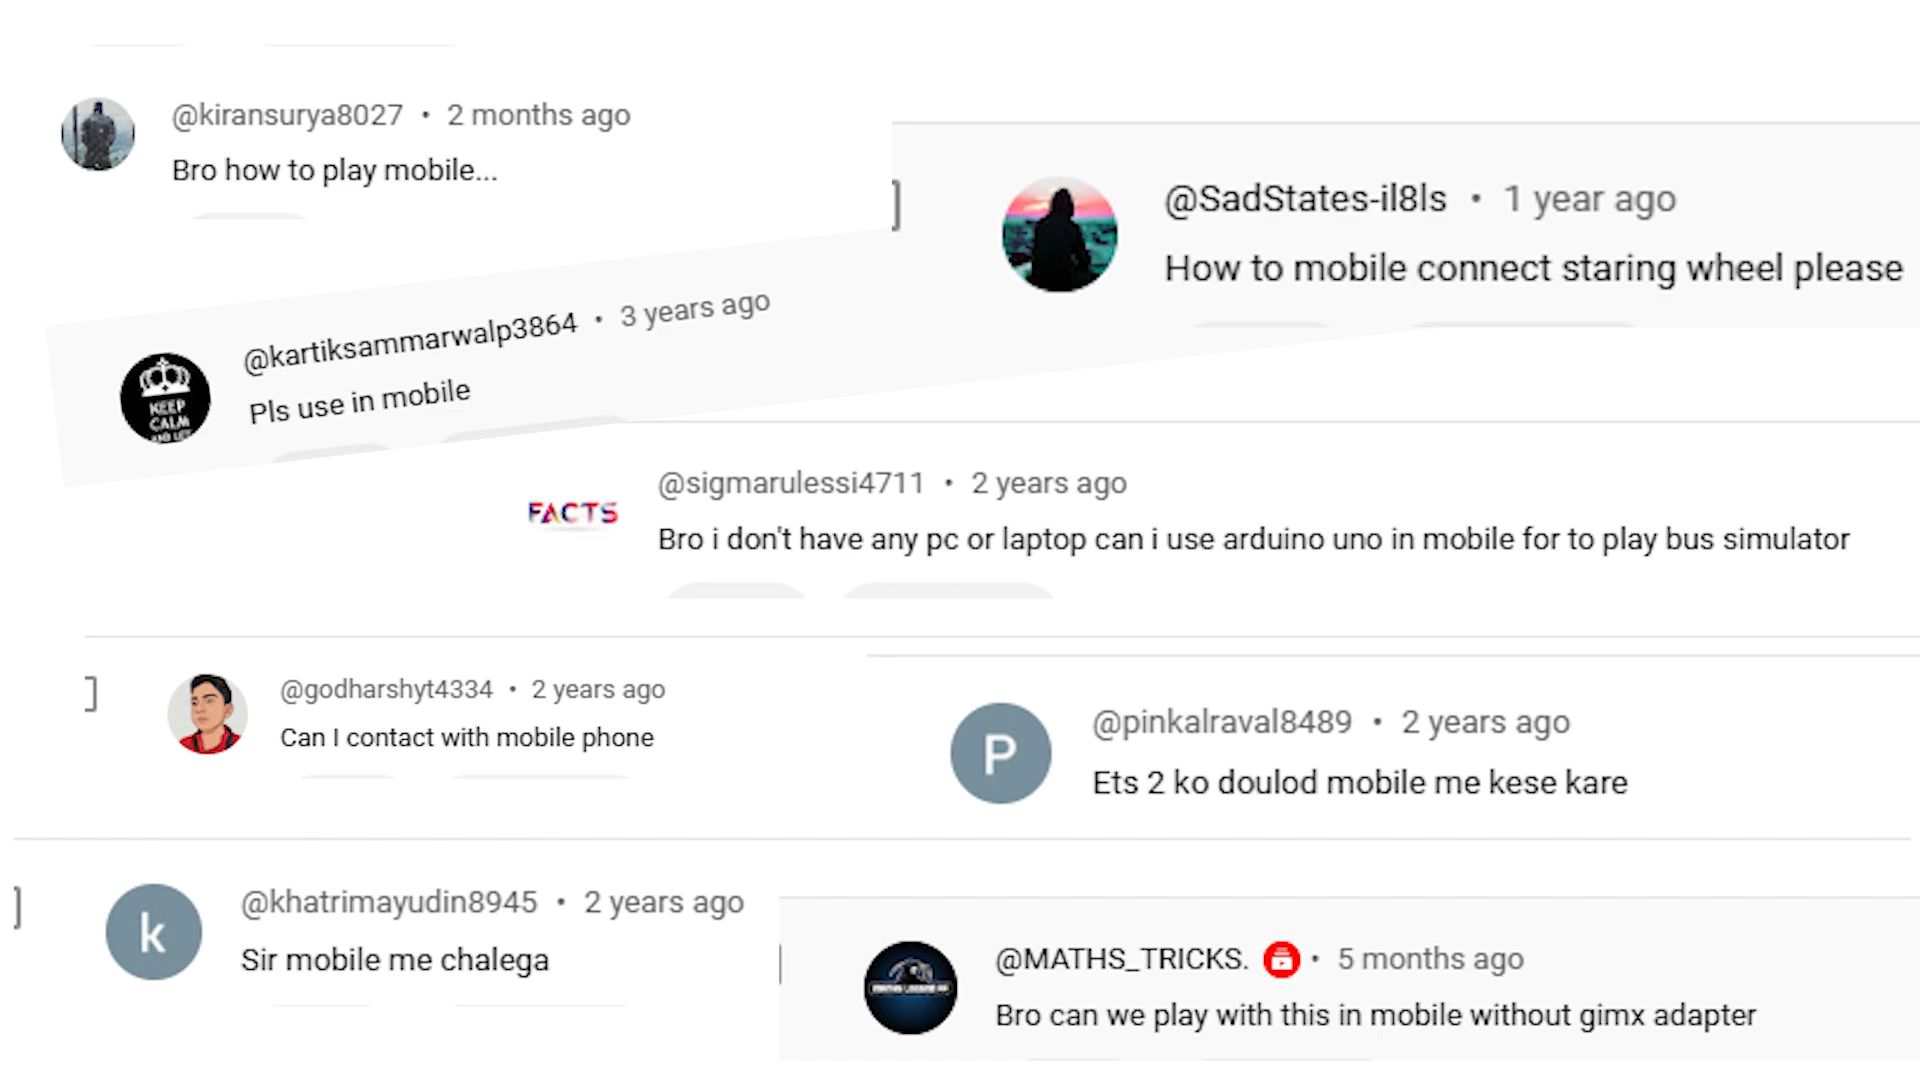 @kiransurya8027 • 2 months ago
Bro how to play mobile...
@SadStates-il8ls • 1 year ago
How to mobile connect staring wheel please
@kartiksammarwalp3864 • 3 years ago
Pls use in mobile
KEEP
CALM
AND LET
@sigmarulessi4711 • 2 years ago
FACTS
Bro i don't have any pc or laptop can i use arduino uno in mobile for to play bus simulator
@godharshyt4334 • 2 years ago
Can I contact with mobile phone
@pinkalraval8489 • 2 years ago
P
Ets 2 ko doulod mobile me kese kare
@khatrimayudin8945 • 2 years ago
k
Sir mobile me chalega
@MATHS_TRICKS. • 5 months ago
Bro can we play with this in mobile without gimx adapter